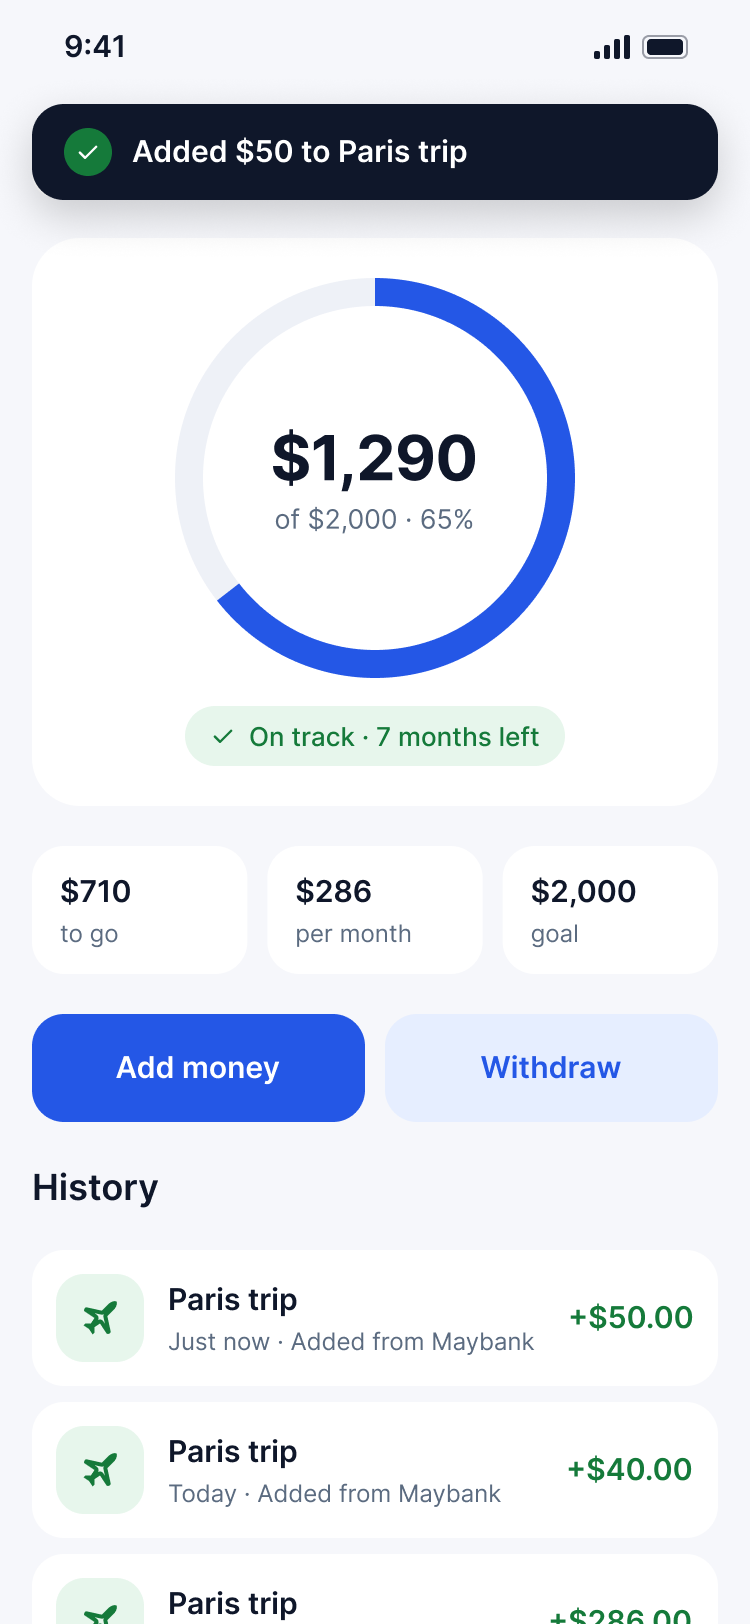 9:41
Added $50 to Paris trip
$1,290
of $2,000 · 65%
On track · 7 months left
$710
to go
$286
per month
$2,000
goal
Add money
Withdraw
History
Paris trip
+$50.00
Just now · Added from Maybank
Paris trip
+$40.00
Today · Added from Maybank
Paris trip
+$286.00